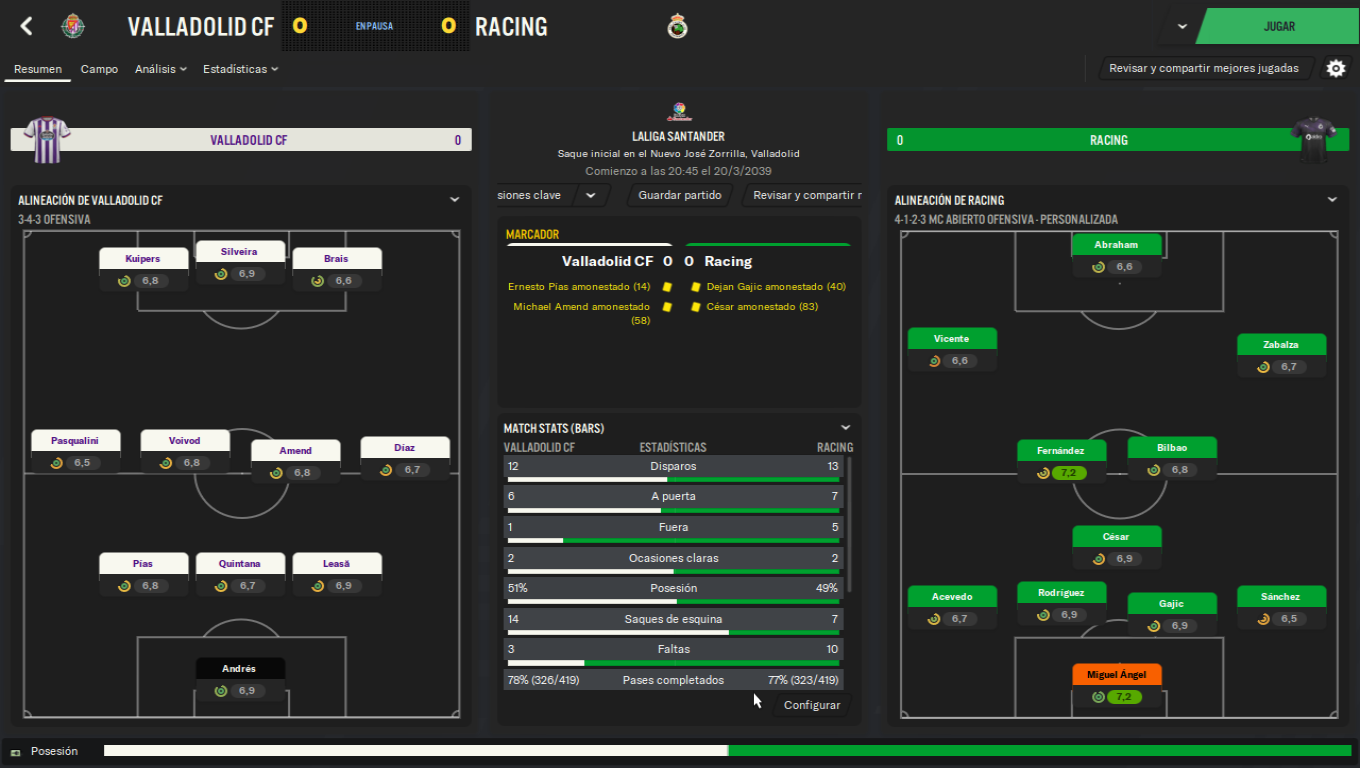 VALLADOLID CF 0 EN PAUSA 0 RACING
JUGAR
Resumen Campo Análisis Estadísticas
Revisar y compartir mejores jugadas
VALLADOLID CF 0
ALINEACIÓN DE VALLADOLID CF
3-4-3 OFENSIVA
Kuipers
6,8
Silveira
6,9
Brais
6,6
Pasqualini
6,5
Voivod
6,8
Amend
6,8
Díaz
6,7
Pías
6,8
Quintana
6,7
Leasă
6,9
Andrés
6,9
LALIGA SANTANDER
Saque inicial en el Nuevo José Zorrilla, Valladolid
Comienzo a las 20:45 el 20/3/2039
siones clave
Guardar partido
Revisar y compartir r
MARCADOR
Valladolid CF 0 0 Racing
Ernesto Pías amonestado (14)
Dejan Gajic amonestado (40)
Michael Amend amonestado
(58)
César amonestado (83)
MATCH STATS (BARS)
VALLADOLID CF ESTADÍSTICAS RACING
12 Disparos 13
6 A puerta 7
1 Fuera 5
2 Ocasiones claras 2
51% Posesión 49%
14 Saques de esquina 7
3 Faltas 10
78% (326/419) Pases completados 77% (323/419)
Configurar
0 RACING
ALINEACIÓN DE RACING
4-1-2-3 MC ABIERTO OFENSIVA - PERSONALIZADA
Abraham
6,6
Vicente
6,6
Zabalza
6,7
Fernández
7,2
Bilbao
6,8
César
6,9
Acevedo
6,7
Rodríguez
6,9
Gajic
6,9
Sánchez
6,5
Miguel Ángel
7,2
Posesión